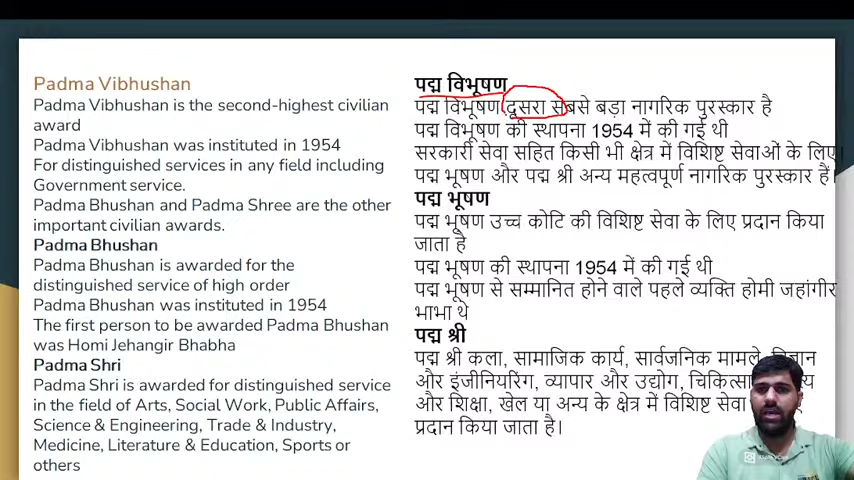 Padma Vibhushan
Padma Vibhushan is the second-highest civilian
award
Padma Vibhushan was instituted in 1954
For distinguished services in any field including
Government service.
Padma Bhushan and Padma Shree are the other
important civilian awards.
Padma Bhushan
Padma Bhushan is awarded for the
distinguished service of high order
Padma Bhushan was instituted in 1954
The first person to be awarded Padma Bhushan
was Homi Jehangir Bhabha
Padma Shri
Padma Shri is awarded for distinguished service
in the field of Arts, Social Work, Public Affairs,
Science & Engineering, Trade & Industry,
Medicine, Literature & Education, Sports or
others
पद्म विभूषण
पद्म विभूषण दूसरा सबसे बड़ा नागरिक पुरस्कार है
पद्म विभूषण की स्थापना 1954 में की गई थी
सरकारी सेवा सहित किसी भी क्षेत्र में विशिष्ट सेवाओं के लिए।
पद्म भूषण और पद्म श्री अन्य महत्वपूर्ण नागरिक पुरस्कार हैं।
पद्म भूषण
पद्म भूषण उच्च कोटि की विशिष्ट सेवा के लिए प्रदान किया
जाता है
पद्म भूषण की स्थापना 1954 में की गई थी
पद्म भूषण से सम्मानित होने वाले पहले व्यक्ति होमी जहांगीर
भाभा थे
पद्म श्री
पद्म श्री कला, सामाजिक कार्य, सार्वजनिक मामले, विज्ञान
और इंजीनियरिंग, व्यापार और उद्योग, चिकित्सा
और शिक्षा, खेल या अन्य के क्षेत्र में विशिष्ट सेवा
प्रदान किया जाता है।